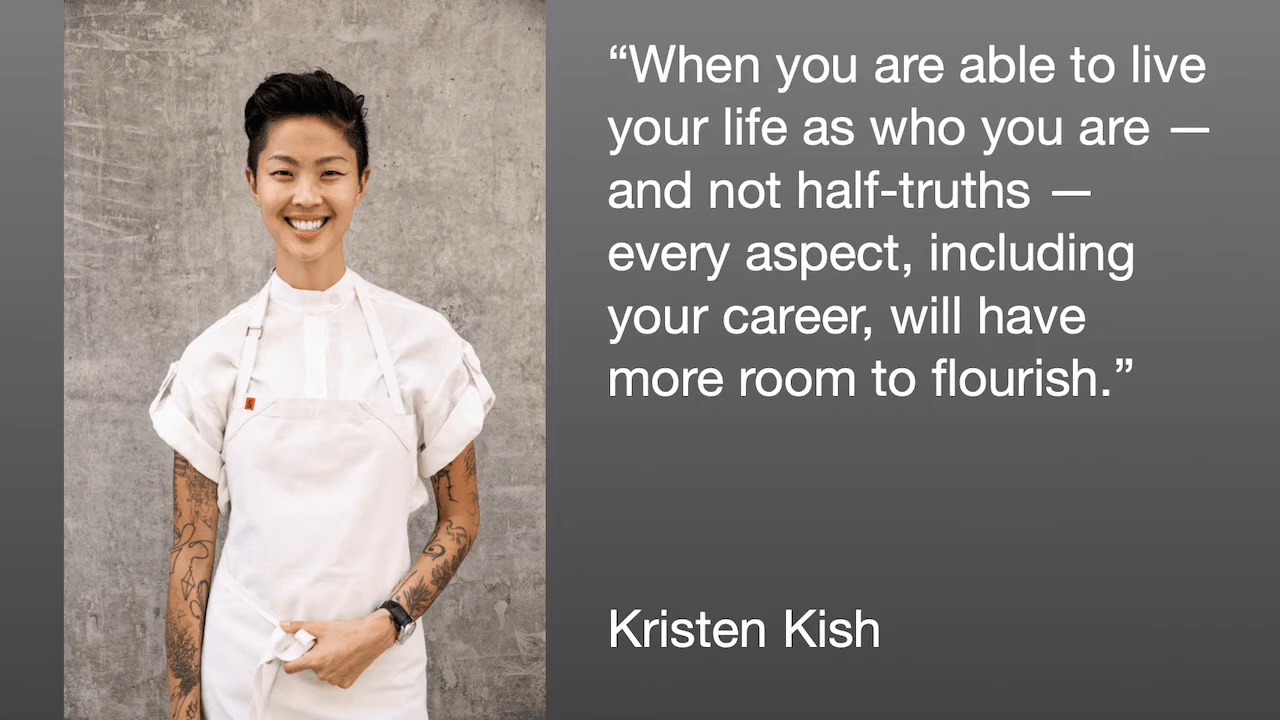 “When you are able to live
your life as who you are —
and not half-truths —
every aspect, including
your career, will have
more room to flourish.”
Kristen Kish